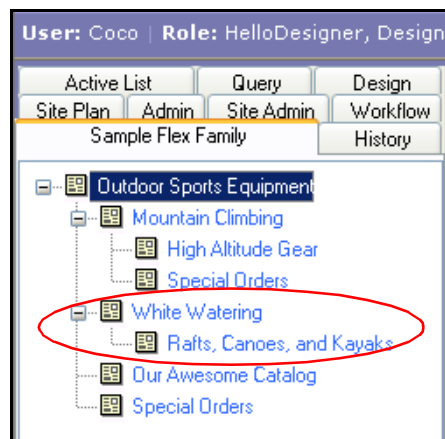 User: Coco | Role: HelloDesigner, Design
Active List Query Design
Site Plan Admin Site Admin Workflow
Sample Flex Family History
Outdoor Sports Equipment
Mountain Climbing
High Altitude Gear
Special Orders
White Watering
Rafts, Canoes, and Kayaks
Our Awesome Catalog
Special Orders